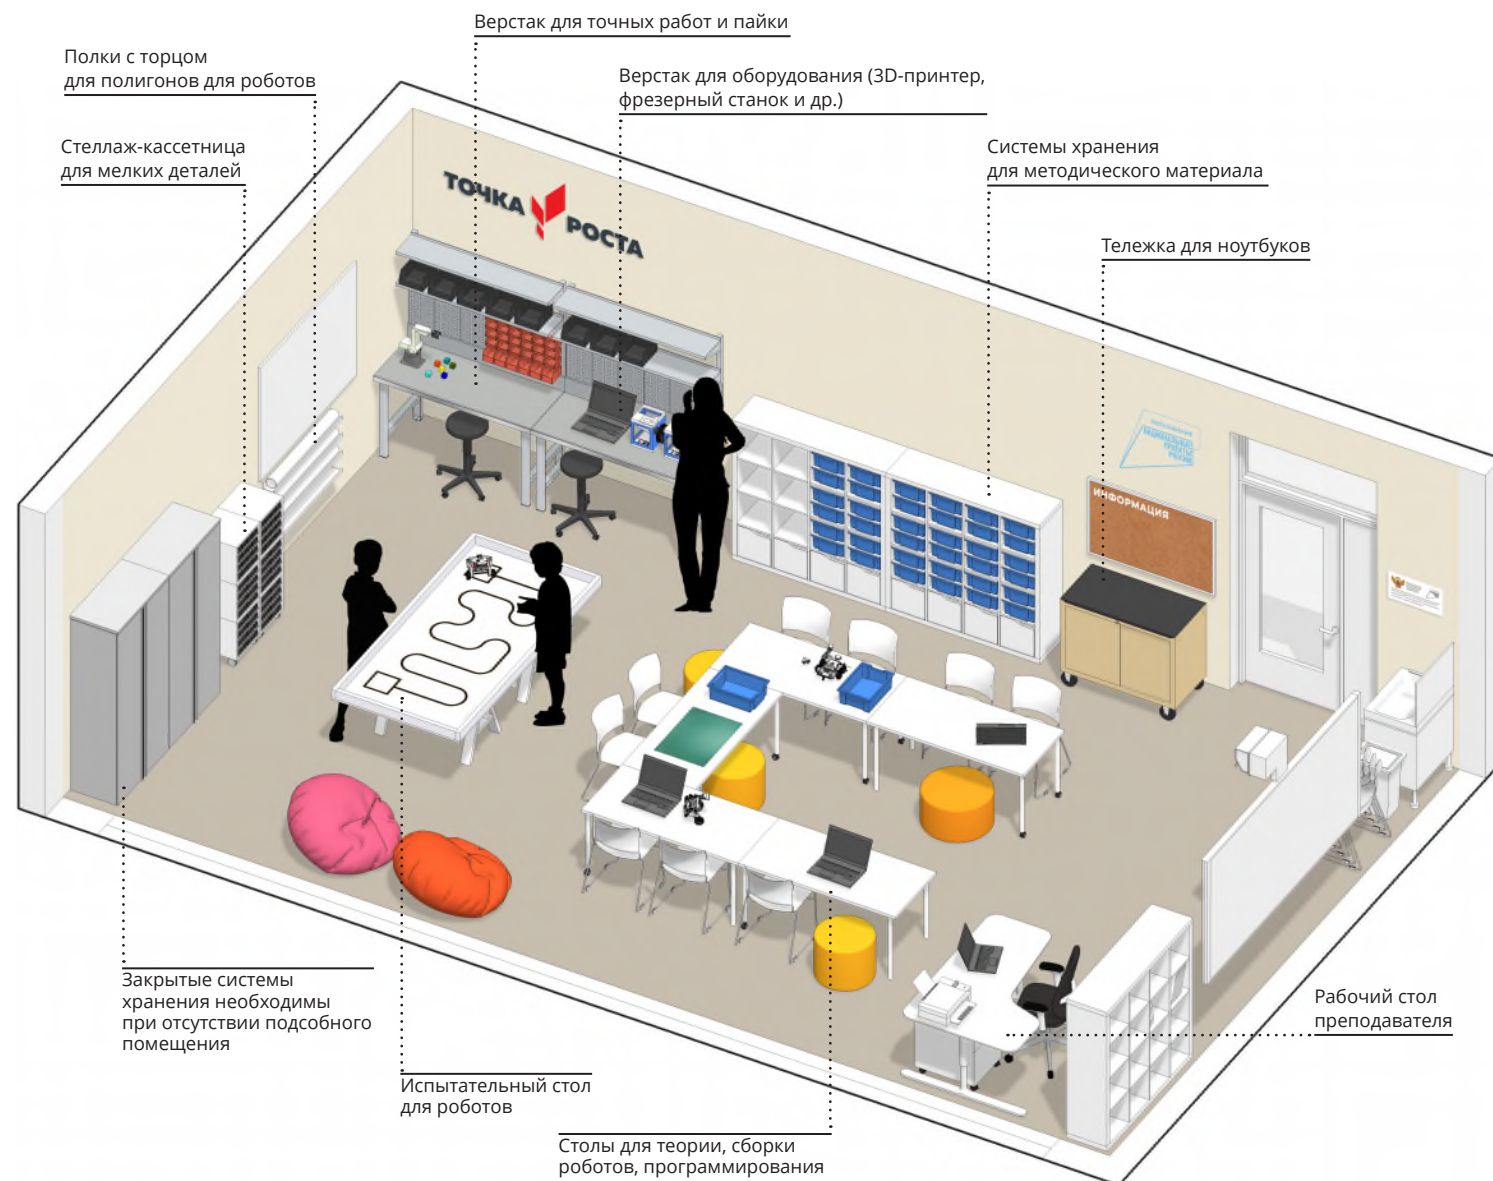 Верстак для точных работ и пайки
Полки с торцом
для полигонов для роботов
Верстак для оборудования (3D-принтер,
фрезерный станок и др.)
Стеллаж-кассетница
для мелких деталей
Системы хранения
для методического материала
ТОЧКА
РОСТА
Тележка для ноутбуков
ИНФОРМАЦИЯ
Закрытые системы
хранения необходимы
при отсутствии подсобного
помещения
Рабочий стол
преподавателя
Испытательный стол
для роботов
Столы для теории, сборки
роботов, программирования